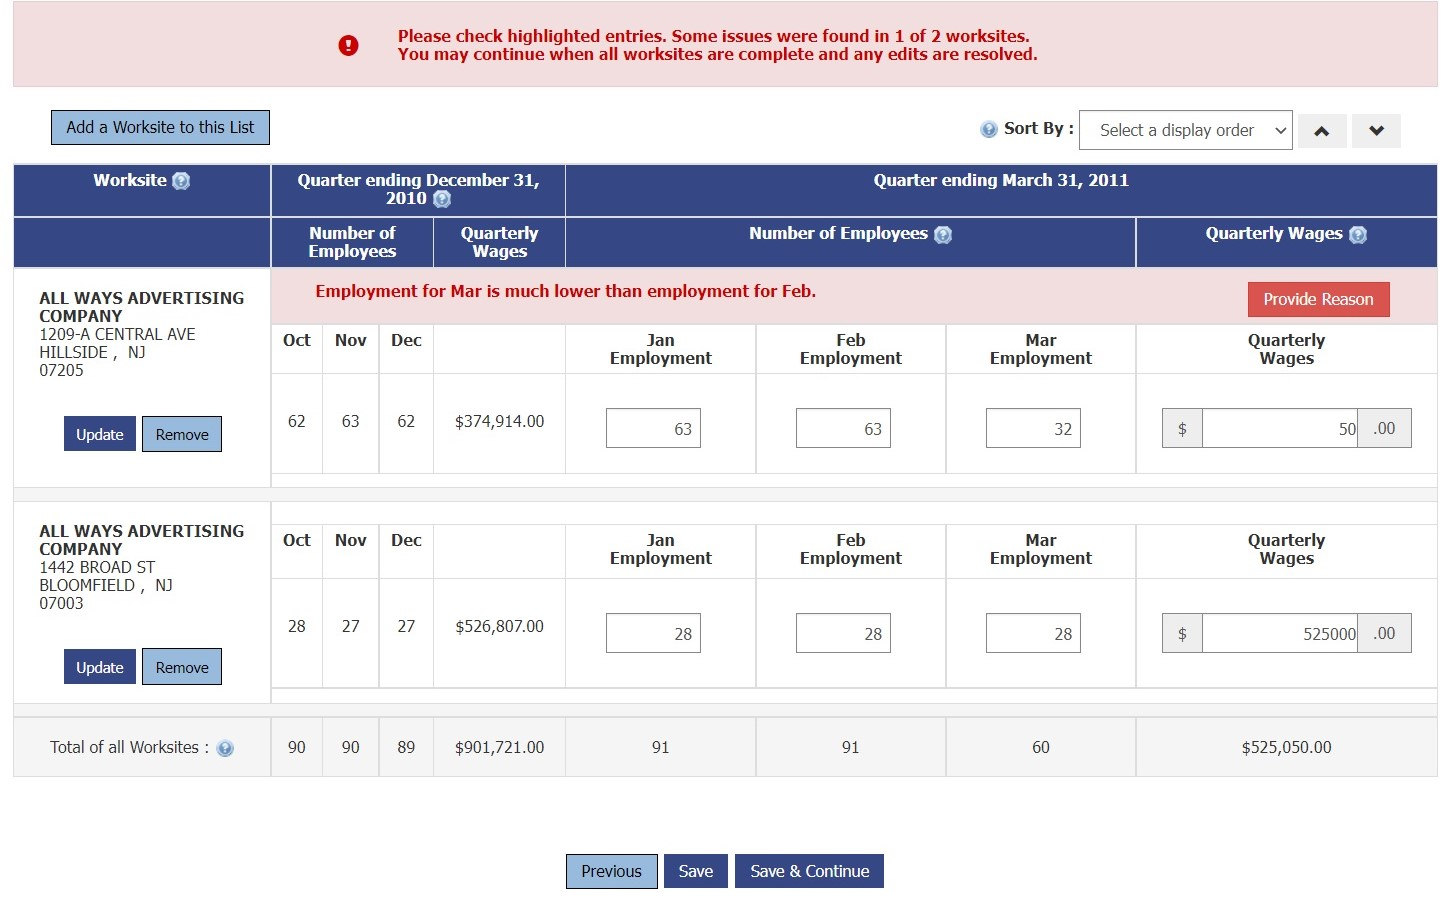 Please check highlighted entries. Some issues were found in 1 of 2 worksites.
You may continue when all worksites are complete and any edits are resolved.
Add a Worksite to this List
Sort By :
Select a display order
Worksite
Quarter ending December 31,
2010
Quarter ending March 31, 2011
Number of
Employees
Quarterly
Wages
Number of Employees
Quarterly Wages
ALL WAYS ADVERTISING
COMPANY
1209-A CENTRAL AVE
HILLSIDE , NJ
07205
Update
Remove
Employment for Mar is much lower than employment for Feb.
Provide Reason
Oct
Nov
Dec
Jan
Employment
Feb
Employment
Mar
Employment
Quarterly
Wages
62
63
62
$374,914.00
63
63
32
$ 50 .00
ALL WAYS ADVERTISING
COMPANY
1442 BROAD ST
BLOOMFIELD , NJ
07003
Update
Remove
Oct
Nov
Dec
Jan
Employment
Feb
Employment
Mar
Employment
Quarterly
Wages
28
27
27
$526,807.00
28
28
28
$ 525000 .00
Total of all Worksites :
90
90
89
$901,721.00
91
91
60
$525,050.00
Previous
Save
Save & Continue